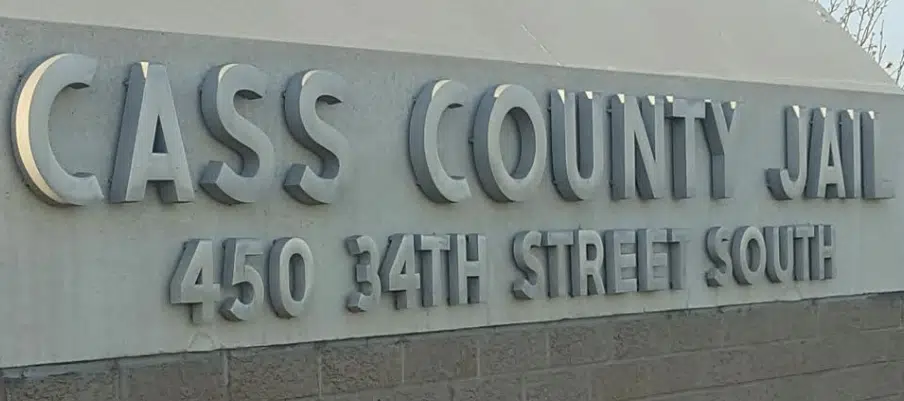 CASS COUNTY JAIL
450 34TH STREET SOUTH